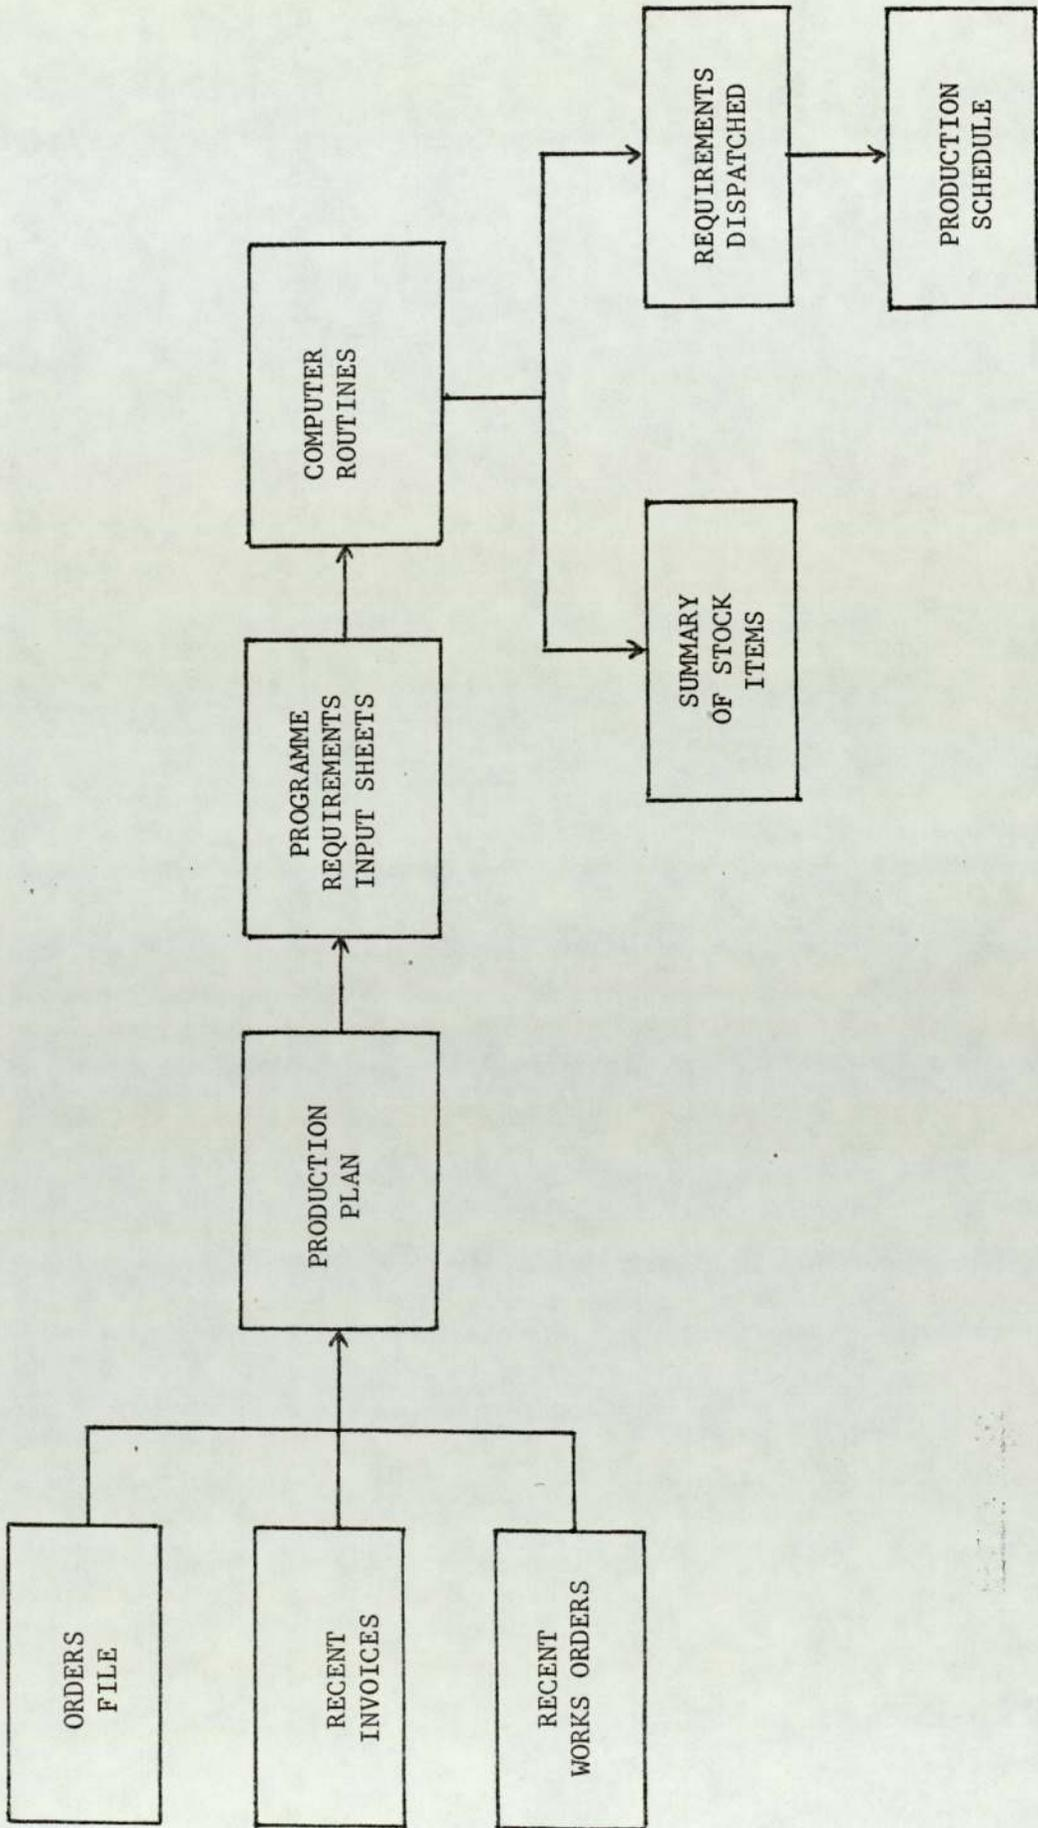 ORDERS
FILE
RECENT
INVOICES
RECENT
WORKS ORDERS
PRODUCTION
PLAN
PROGRAMME
REQUIREMENTS
INPUT SHEETS
COMPUTER
ROUTINES
SUMMARY
OF STOCK
ITEMS
REQUIREMENTS
DISPATCHED
PRODUCTION
SCHEDULE